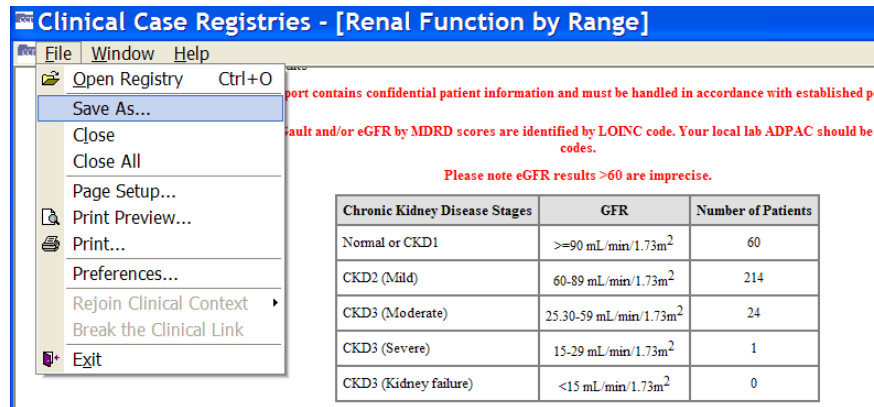 Clinical Case Registries - [Renal Function by Range]
File Window Help
Open Registry Ctrl+O
Save As...
Close
Close All
Page Setup...
Print Preview...
Print...
Preferences...
Rejoin Clinical Context
Break the Clinical Link
Exit
port contains confidential patient information and must be handled in accordance with established p
ault and/or eGFR by MDRD scores are identified by LOINC code. Your local lab ADPAC should be
codes.
Please note eGFR results >60 are imprecise.
Chronic Kidney Disease Stages GFR Number of Patients
Normal or CKD1 >=90 mL/min/1.73m² 60
CKD2 (Mild) 60-89 mL/min/1.73m² 214
CKD3 (Moderate) 25.30-59 mL/min/1.73m² 24
CKD3 (Severe) 15-29 mL/min/1.73m² 1
CKD3 (Kidney failure) <15 mL/min/1.73m² 0